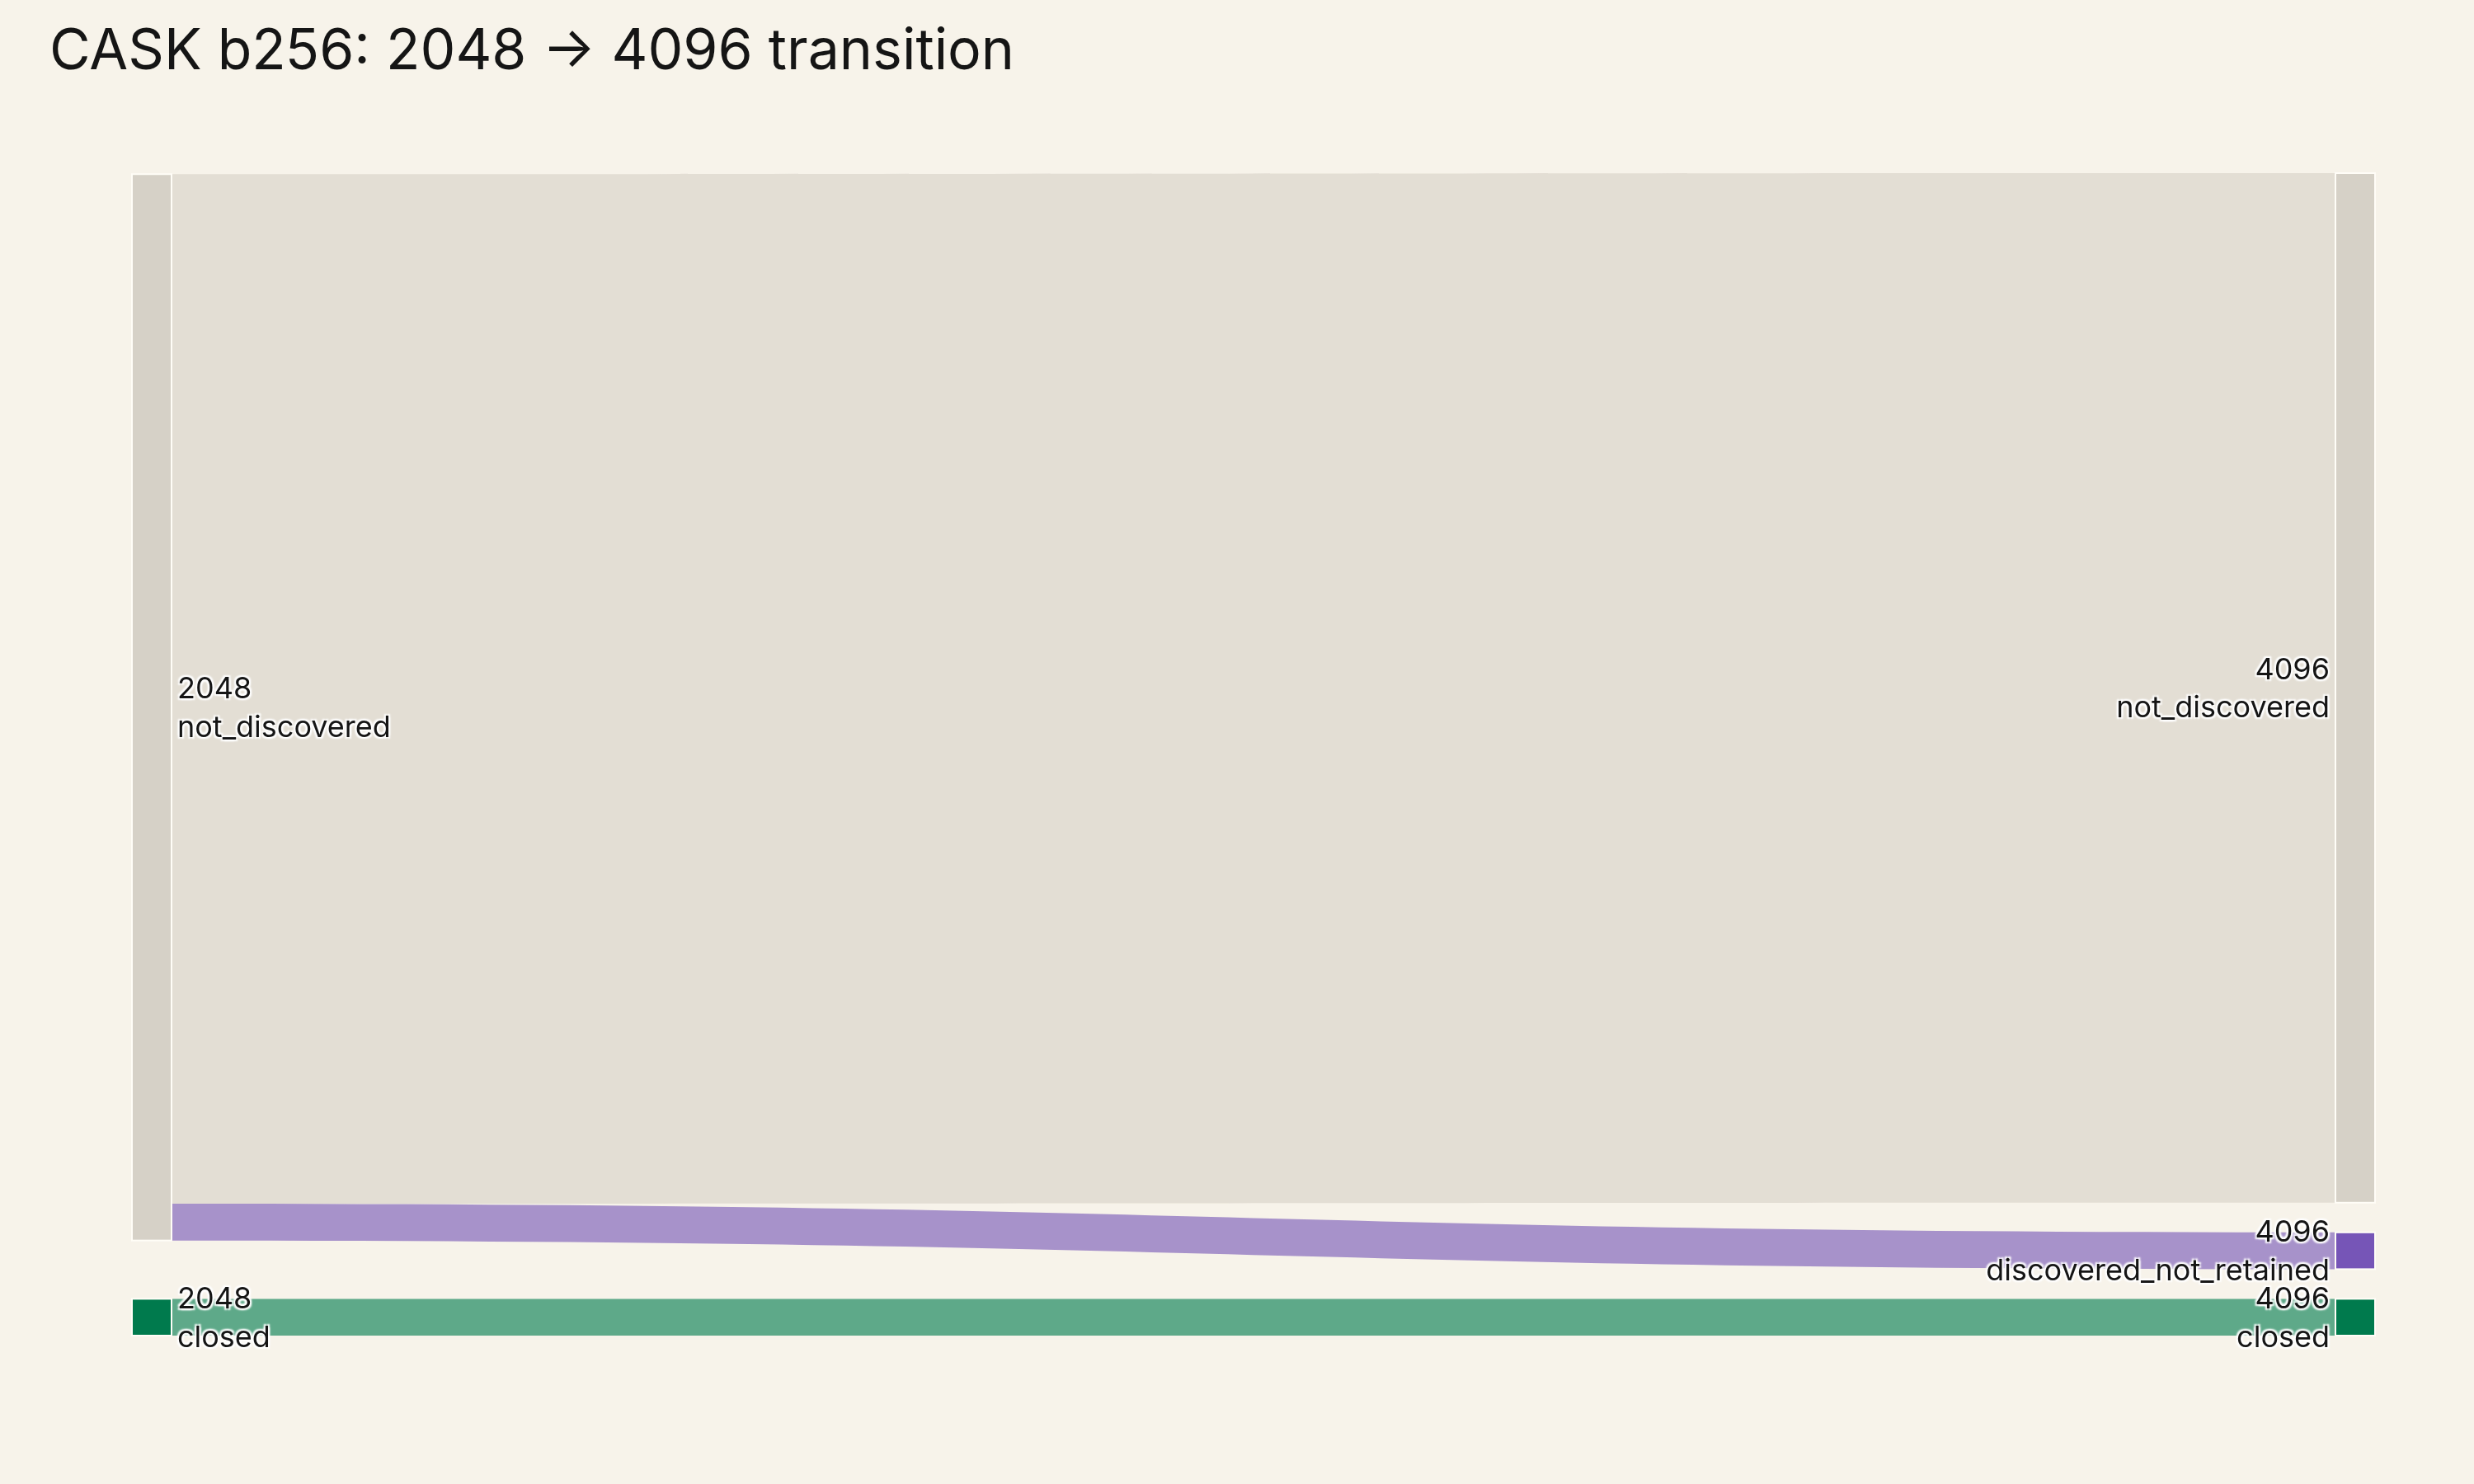 CASK b256: 2048 → 4096 transition
2048
not_discovered
4096
not_discovered
4096
discovered_not_retained
2048
closed
4096
closed